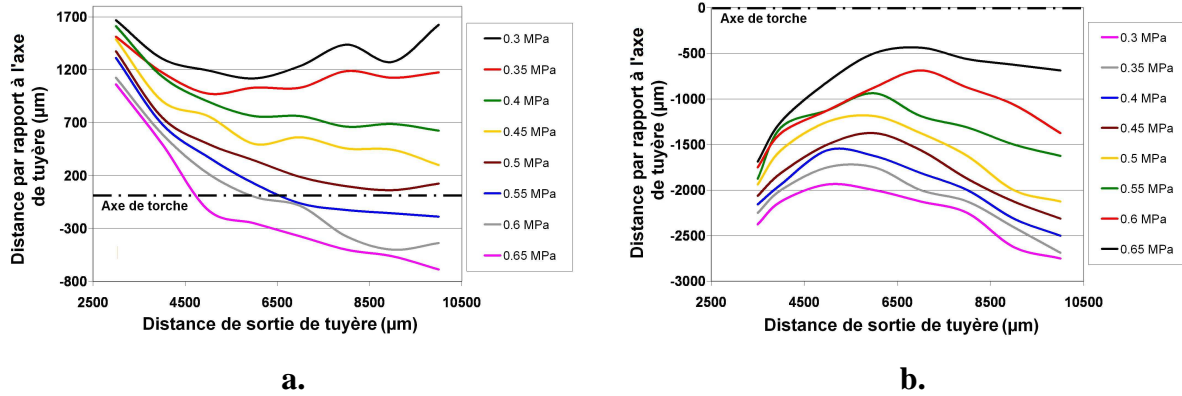 1700
1200
700
200
-300
-800
Distance par rapport à l'axe
de tuyère (µm)
Axe de torche
2500 4500 6500 8500 10500
Distance de sortie de tuyère (µm)
0.3 MPa
0.35 MPa
0.4 MPa
0.45 MPa
0.5 MPa
0.55 MPa
0.6 MPa
0.65 MPa
a.
0
-500
-1000
-1500
-2000
-2500
-3000
Distance par rapport à l'axe
de tuyère (µm)
Axe de torche
2500 4500 6500 8500 10500
Distance de sortie de tuyère (µm)
0.3 MPa
0.35 MPa
0.4 MPa
0.45 MPa
0.5 MPa
0.55 MPa
0.6 MPa
0.65 MPa
b.